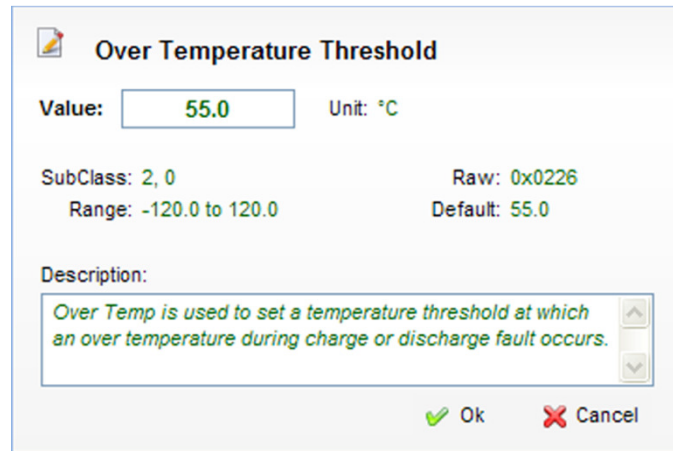 Over Temperature Threshold
Value: 55.0 Unit: °C
SubClass: 2, 0 Raw: 0x0226
Range: -120.0 to 120.0 Default: 55.0
Description:
Over Temp is used to set a temperature threshold at which
an over temperature during charge or discharge fault occurs.
Ok Cancel